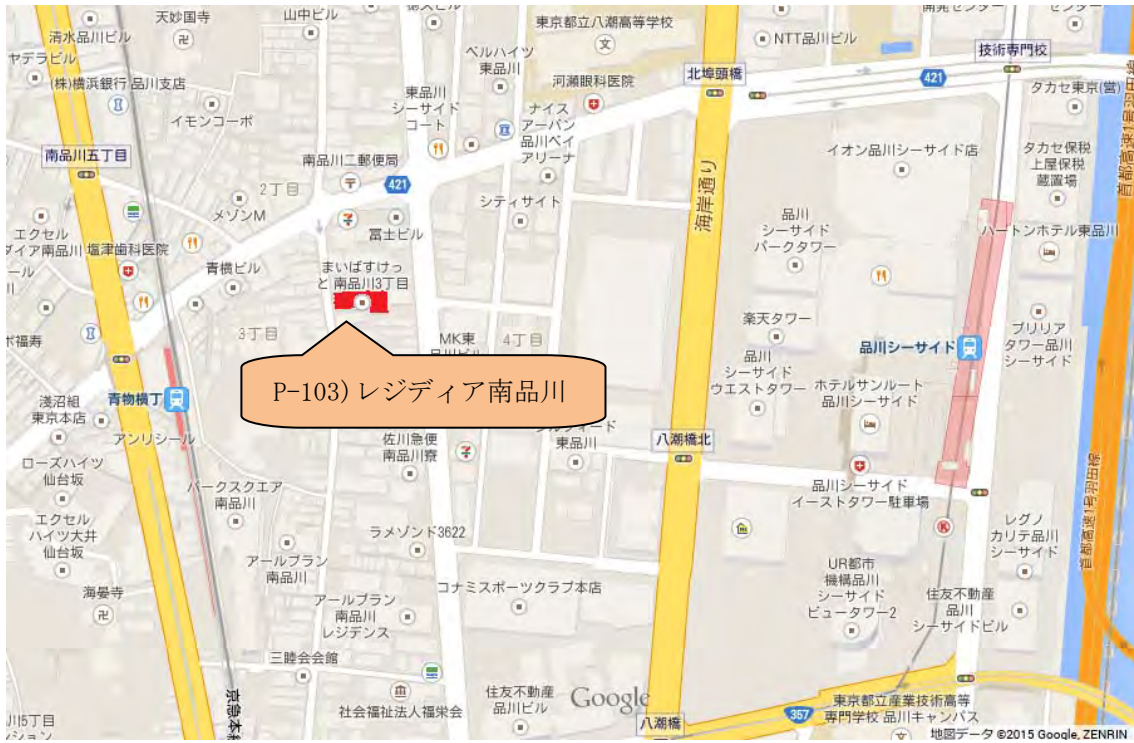 天妙国寺
山中ビル
東京都立八潮高等学校
清水品川ビル
ヤデラビル
ベルハイツ
東品川
NTT品川ビル
技術専門校
(株)横浜銀行 品川支店
河瀬眼科医院
北埠頭橋
421
タカセ東京(営)
イモンコーポ
東品川
シーサイド
コート
ナイス
アーバン
品川ベイ
アリーナ
南品川五丁目
南品川二郵便局
イオン品川シーサイド店
タカセ保税
上屋保税
蔵置場
首都高速1号羽田線
2丁目
421
海岸通り
メゾンM
シティサイト
品川
シーサイド
パークタワー
ハートンホテル東品川
エクセル
ダイア南品川
塩津歯科医院
冨士ビル
青横ビル
まいばすけっ
と 南品川3丁目
楽天タワー
ブリリア
タワー品川
シーサイド
3丁目
MK東
4丁目
品川シーサイド
品川
シーサイド
ウエストタワー
P-103) レジディア南品川
ホテルサンルート
品川シーサイド
浅沼組
東京本店
青物横丁
アンリシール
佐川急便
南品川寮
東品川
八潮橋北
ローズハイツ
仙台坂
パークスクエア
南品川
品川シーサイド
イーストタワー駐車場
首都高速1号羽田線
エクセル
ハイツ大井
仙台坂
ラメゾンド3622
レグノ
カリテ品川
シーサイド
アールブラン
南品川
UR都市
機構品川
シーサイド
ビュータワー2
海晏寺
アールブラン
南品川
レジデンス
コナミスポーツクラブ本店
住友不動産
品川
シーサイドビル
三睦会会館
京急本線
社会福祉法人福栄会
住友不動産
品川ビル
Google
八潮橋
357
東京都立産業技術高等
専門学校 品川キャンパス
地図データ ©2015 Google, ZENRIN